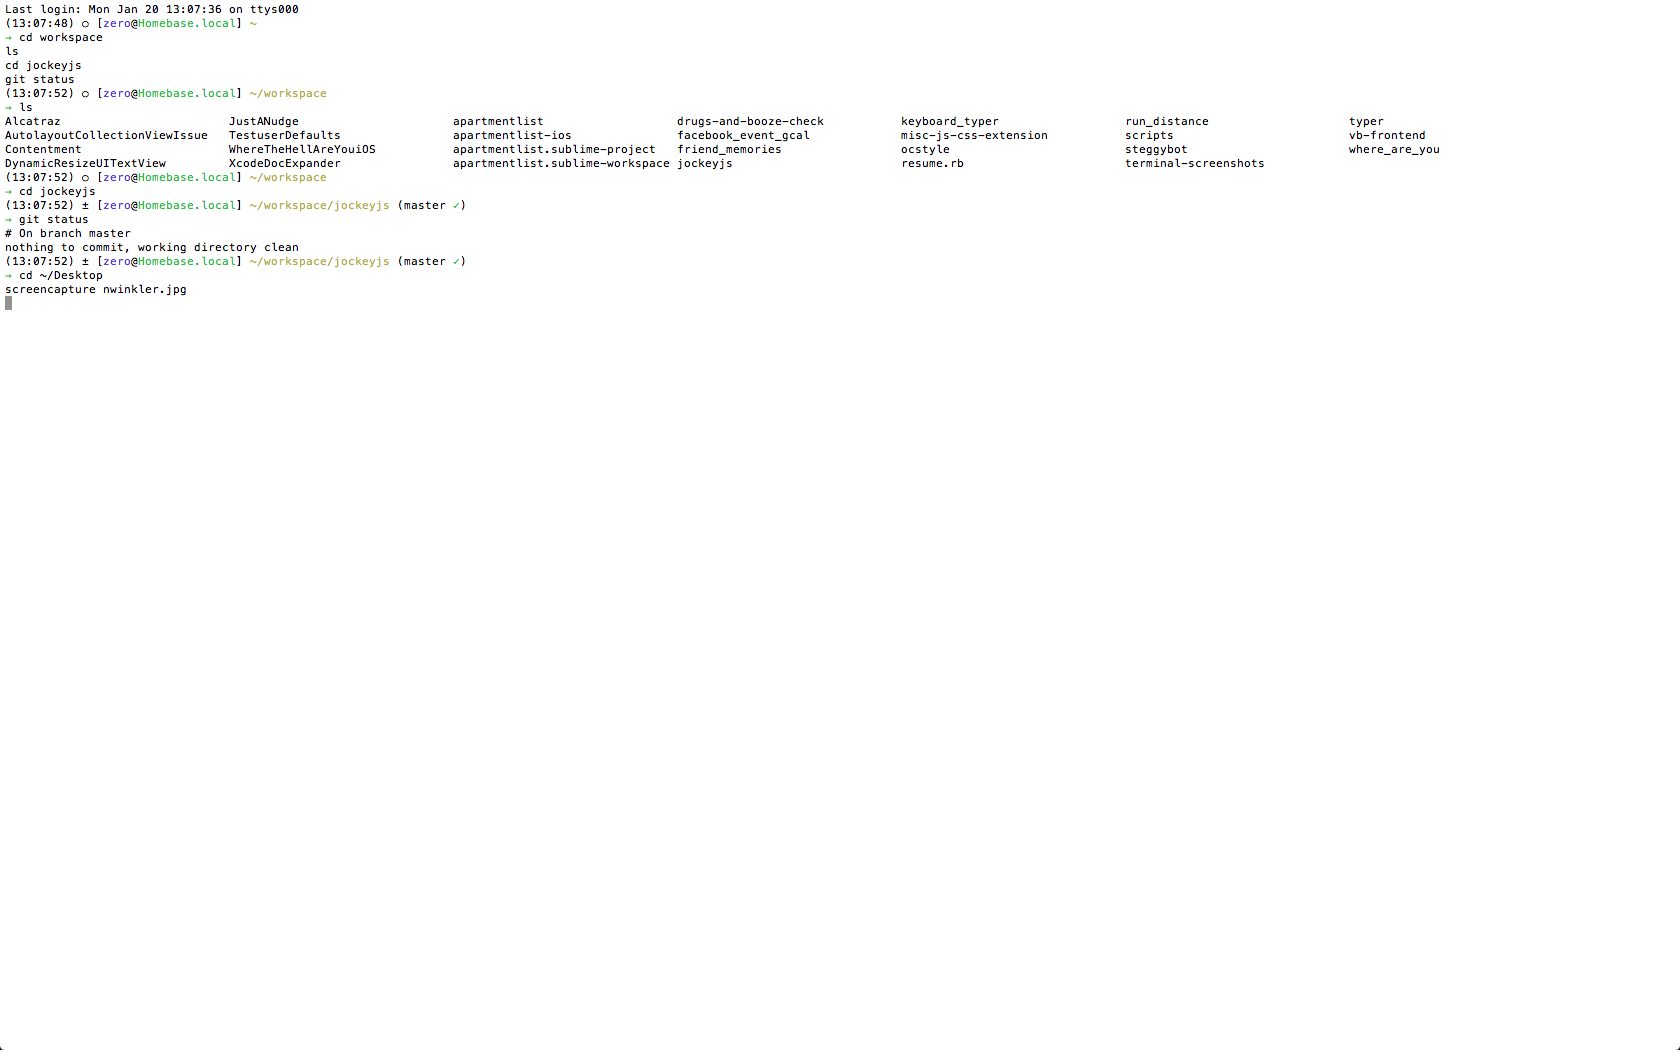 Last login: Mon Jan 20 13:07:36 on ttys000
(13:07:48) ○ [zero@Homebase.local] ~
→ cd workspace
ls
cd jockeyjs
git status
(13:07:52) ○ [zero@Homebase.local] ~/workspace
→ ls
Alcatraz JustANudge apartmentlist drugs-and-booze-check keyboard_typer run_distance typer
AutolayoutCollectionViewIssue TestuserDefaults apartmentlist-ios facebook_event_gcal misc-js-css-extension scripts vb-frontend
Contentment WhereTheHellAreYouiOS apartmentlist.sublime-project friend_memories ocstyle steggybot where_are_you
DynamicResizeUITextView XcodeDocExpander apartmentlist.sublime-workspace jockeyjs resume.rb terminal-screenshots
(13:07:52) ○ [zero@Homebase.local] ~/workspace
→ cd jockeyjs
(13:07:52) ± [zero@Homebase.local] ~/workspace/jockeyjs (master ✓)
→ git status
# On branch master
nothing to commit, working directory clean
(13:07:52) ± [zero@Homebase.local] ~/workspace/jockeyjs (master ✓)
→ cd ~/Desktop
screencapture nwinkler.jpg